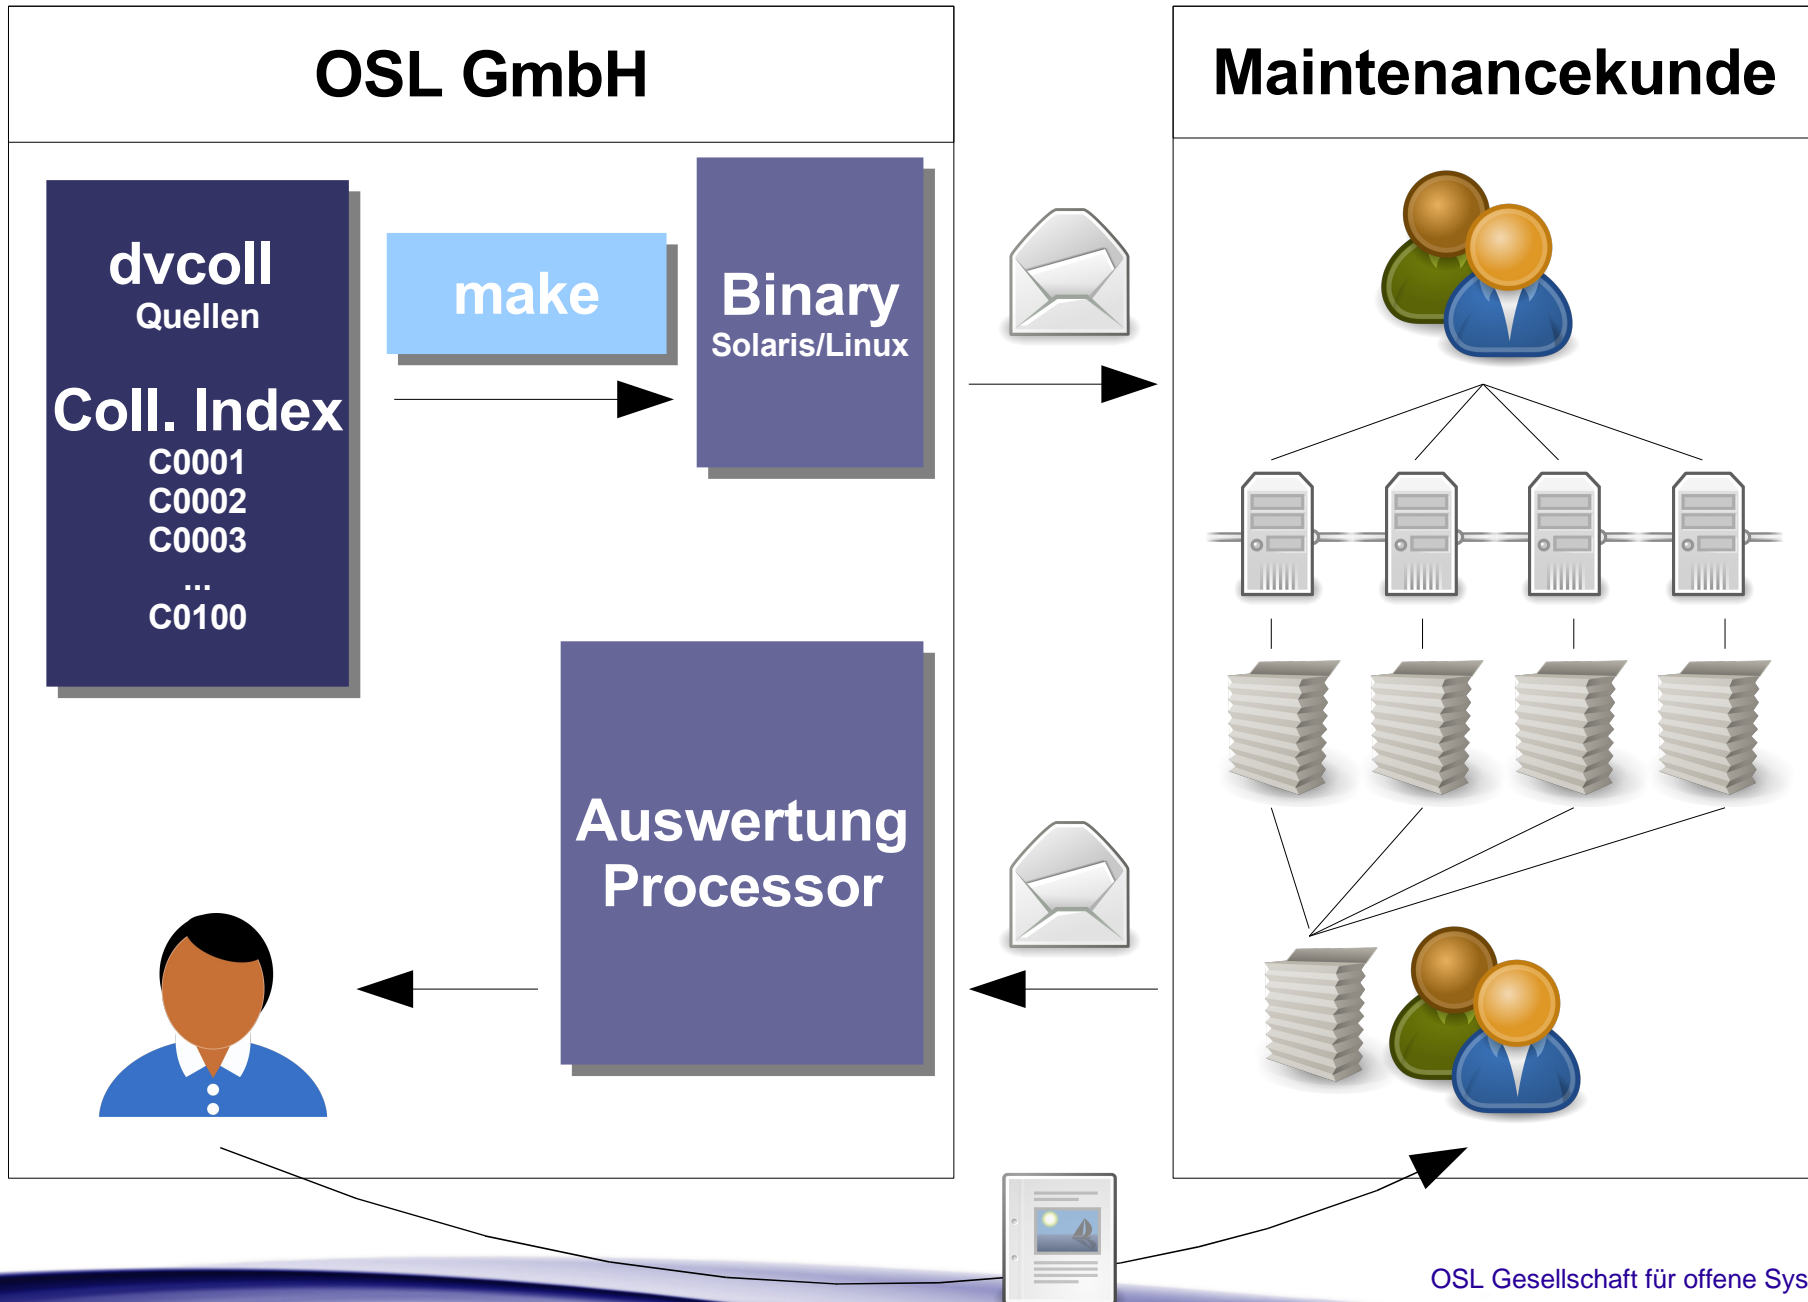 OSL GmbH
Maintenancekunde
dvcoll
Quellen
Coll. Index
C0001
C0002
C0003
...
C0100
make
Binary
Solaris/Linux
Auswertung
Processor
OSL Gesellschaft für offene Sys